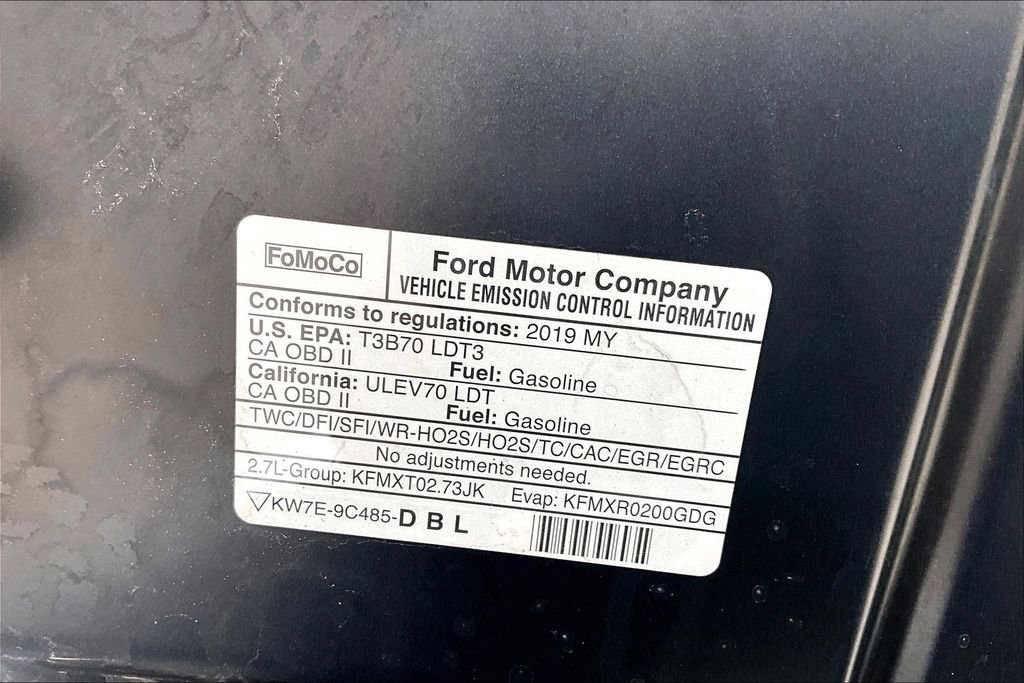 FoMoCo
Ford Motor Company
VEHICLE EMISSION CONTROL INFORMATION
Conforms to regulations: 2019 MY
U.S. EPA: T3B70 LDT3
CA OBD II Fuel: Gasoline
California: ULEV70 LDT
CA OBD II Fuel: Gasoline
TWC/DFI/SFI/WR-HO2S/HO2S/TC/CAC/EGR/EGRC
No adjustments needed.
2.7L-Group: KFMXT02.73JK Evap: KFMXR0200GDG
KW7E-9C485-D B L